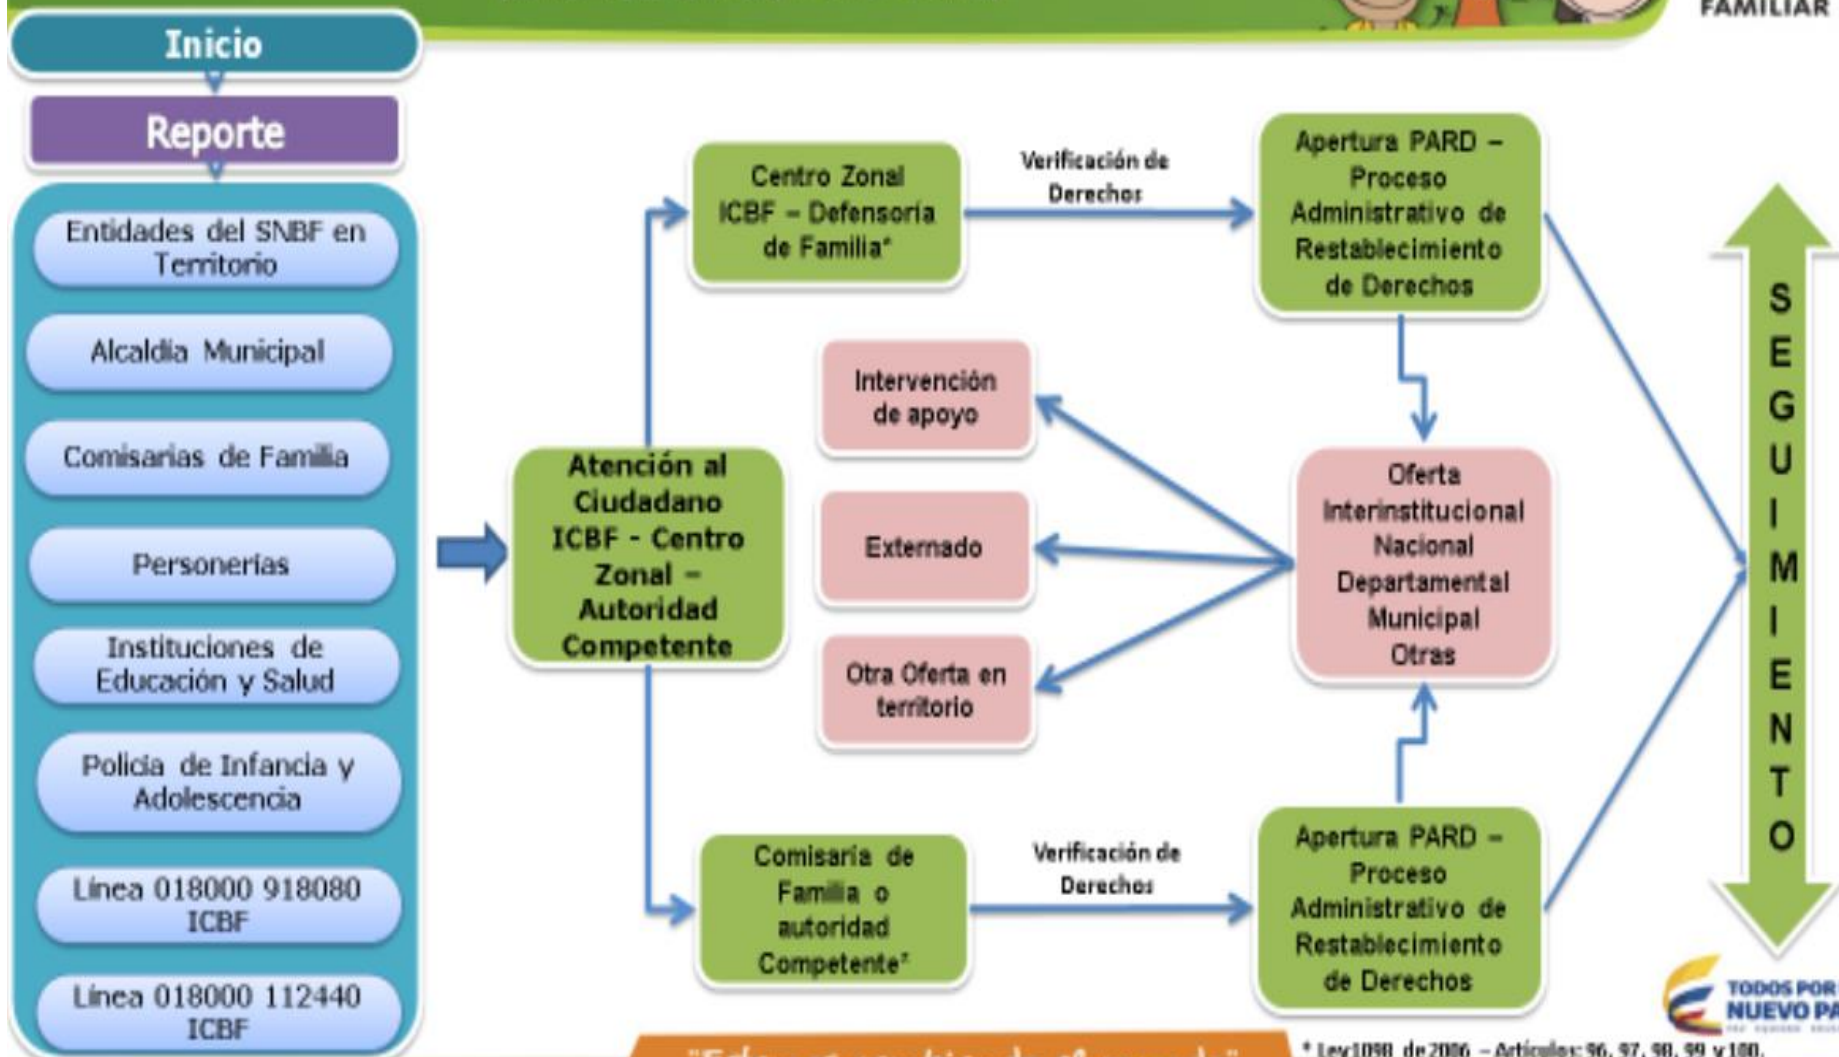 FAMILIAR
Inicio
Reporte
Entidades del SNBF en
Territorio
Alcaldía Municipal
Comisarias de Familia
Personerías
Instituciones de
Educación y Salud
Policía de Infancia y
Adolescencia
Línea 018000 918080
ICBF
Línea 018000 112440
ICBF
Atención al
Ciudadano
ICBF - Centro
Zonal –
Autoridad
Competente
Centro Zonal
ICBF – Defensoría
de Familia*
Verificación de
Derechos
Apertura PARD –
Proceso
Administrativo de
Restablecimiento
de Derechos
Intervención
de apoyo
Externado
Otra Oferta en
territorio
Oferta
Interinstitucional
Nacional
Departamental
Municipal
Otras
Comisaría de
Familia o
autoridad
Competente*
Verificación de
Derechos
Apertura PARD –
Proceso
Administrativo de
Restablecimiento
de Derechos
SEGUIMIENTO
TODOS POR
NUEVO PA
* Ley1098 de 2006 – Artículos: 96, 97, 98, 99 y 100.